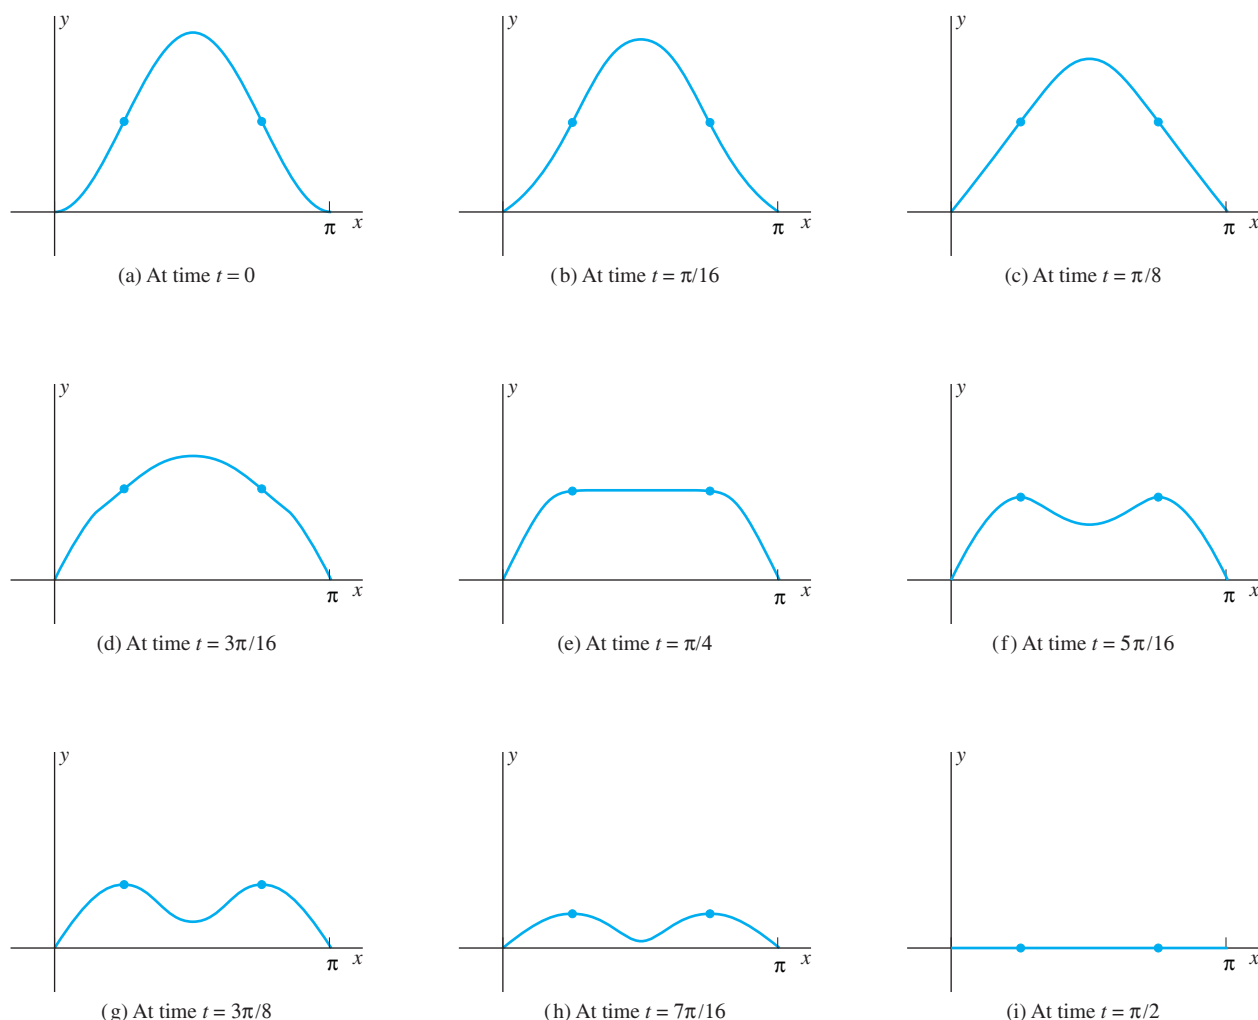 y
π x
(a) At time t = 0
y
π x
(b) At time t = π/16
y
π x
(c) At time t = π/8
y
π x
(d) At time t = 3π/16
y
π x
(e) At time t = π/4
y
π x
(f) At time t = 5π/16
y
π x
(g) At time t = 3π/8
y
π x
(h) At time t = 7π/16
y
π x
(i) At time t = π/2